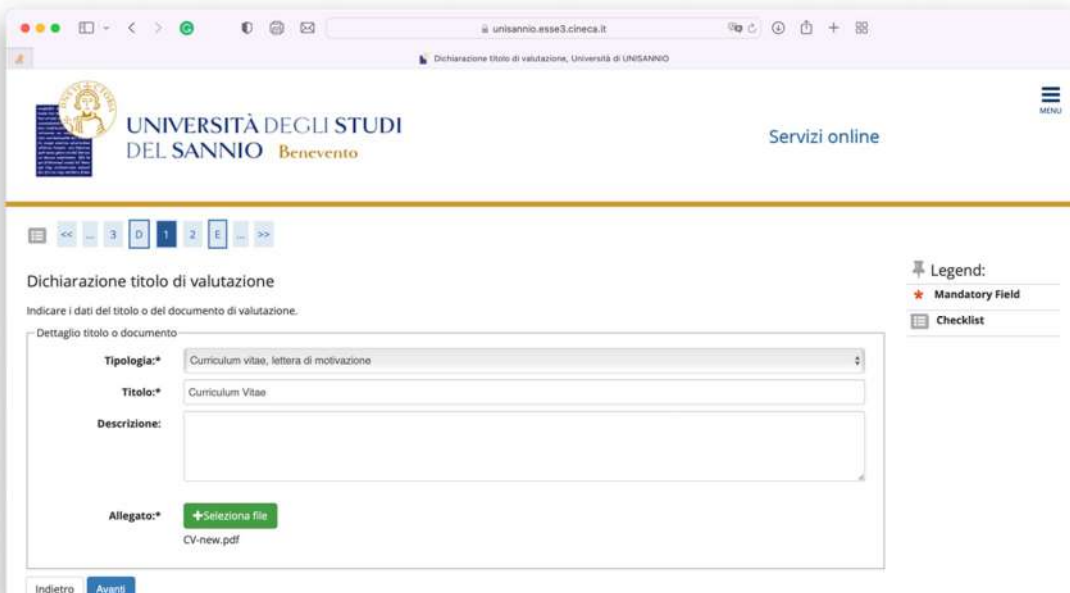 unisannio.esse3.cineca.it
Dichiarazione titolo di valutazione, Università di UNISANNIO
UNIVERSITÀ DEGLI STUDI
DEL SANNIO Benevento
Servizi online
MENU
<< ... 3 D 1 2 E ... >>
Dichiarazione titolo di valutazione
Indicare i dati del titolo o del documento di valutazione.
Dettaglio titolo o documento
Tipologia:* Curriculum vitae, lettera di motivazione
Titolo:* Curriculum Vitae
Descrizione:
Allegato:* +Seleziona file
CV-new.pdf
Indietro Avanti
Legend:
* Mandatory Field
Checklist